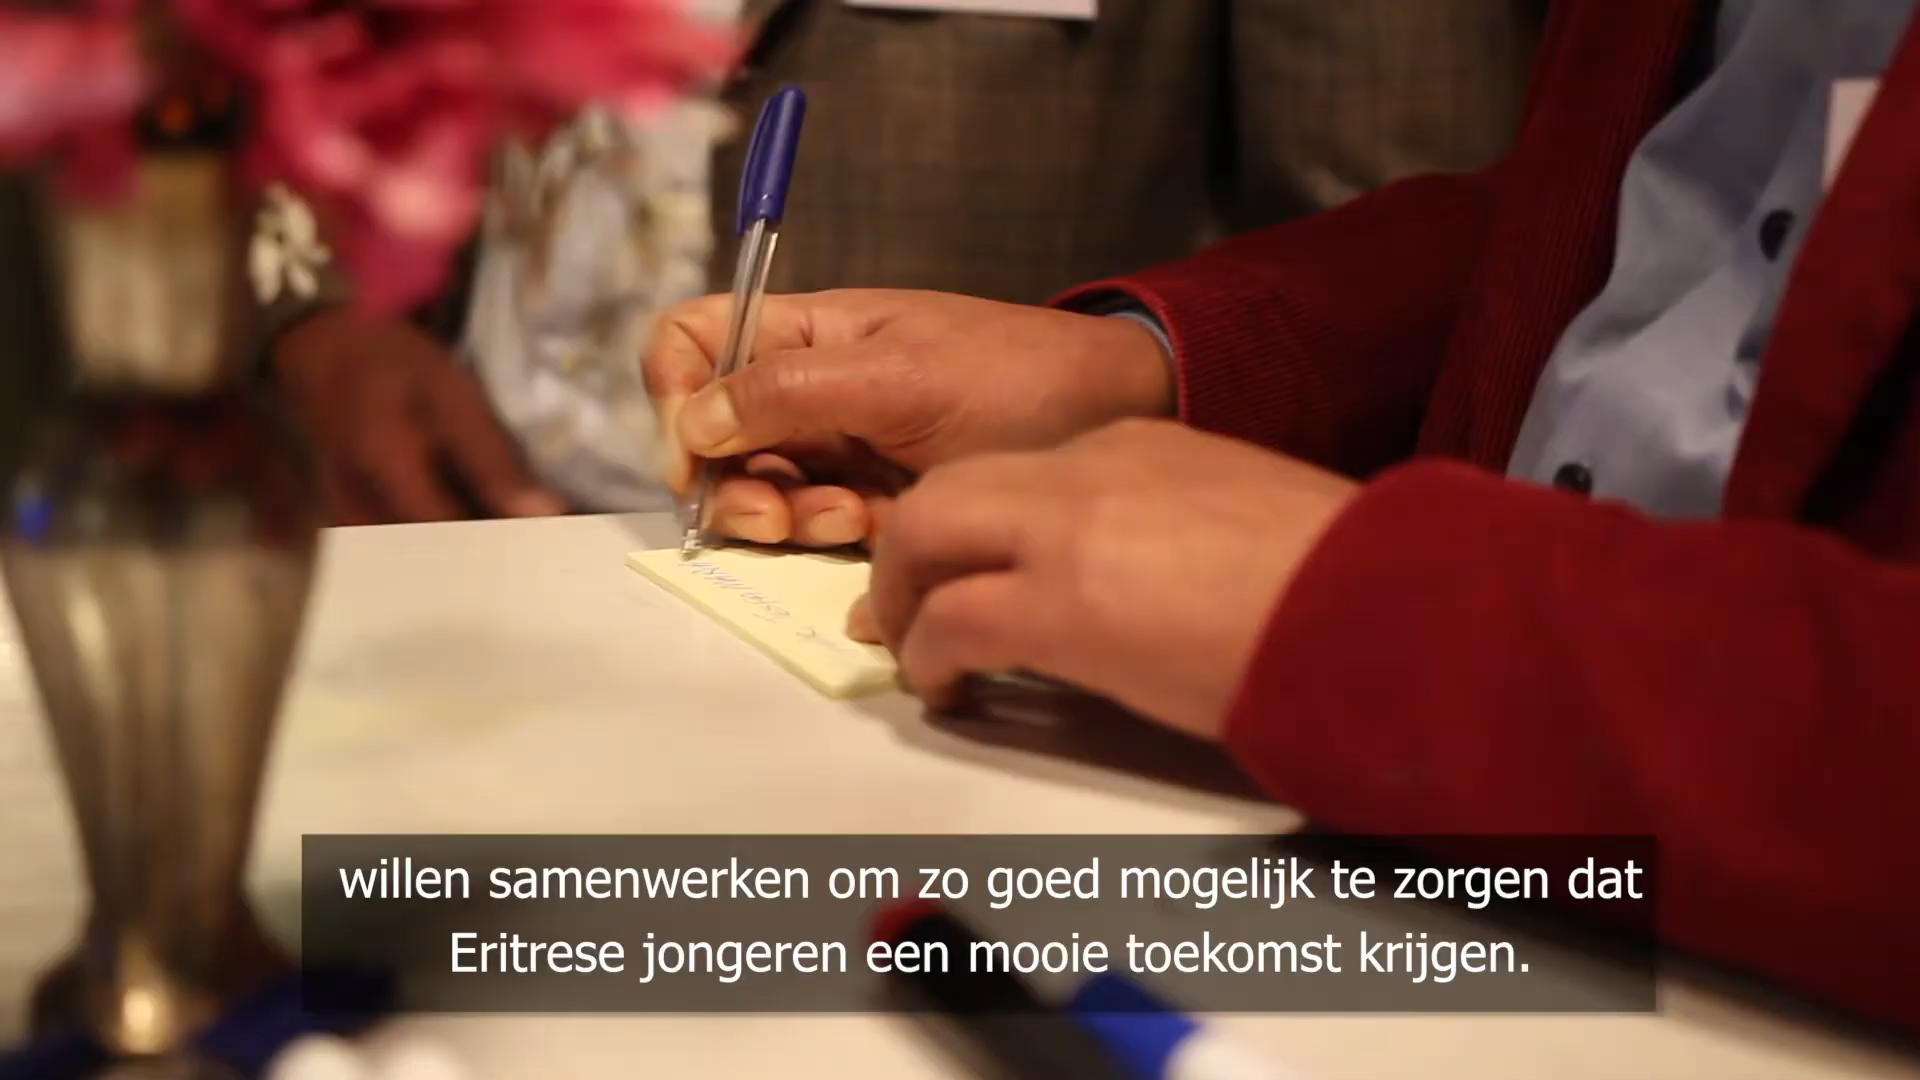 willen samenwerken om zo goed mogelijk te zorgen dat
Eritrese jongeren een mooie toekomst krijgen.